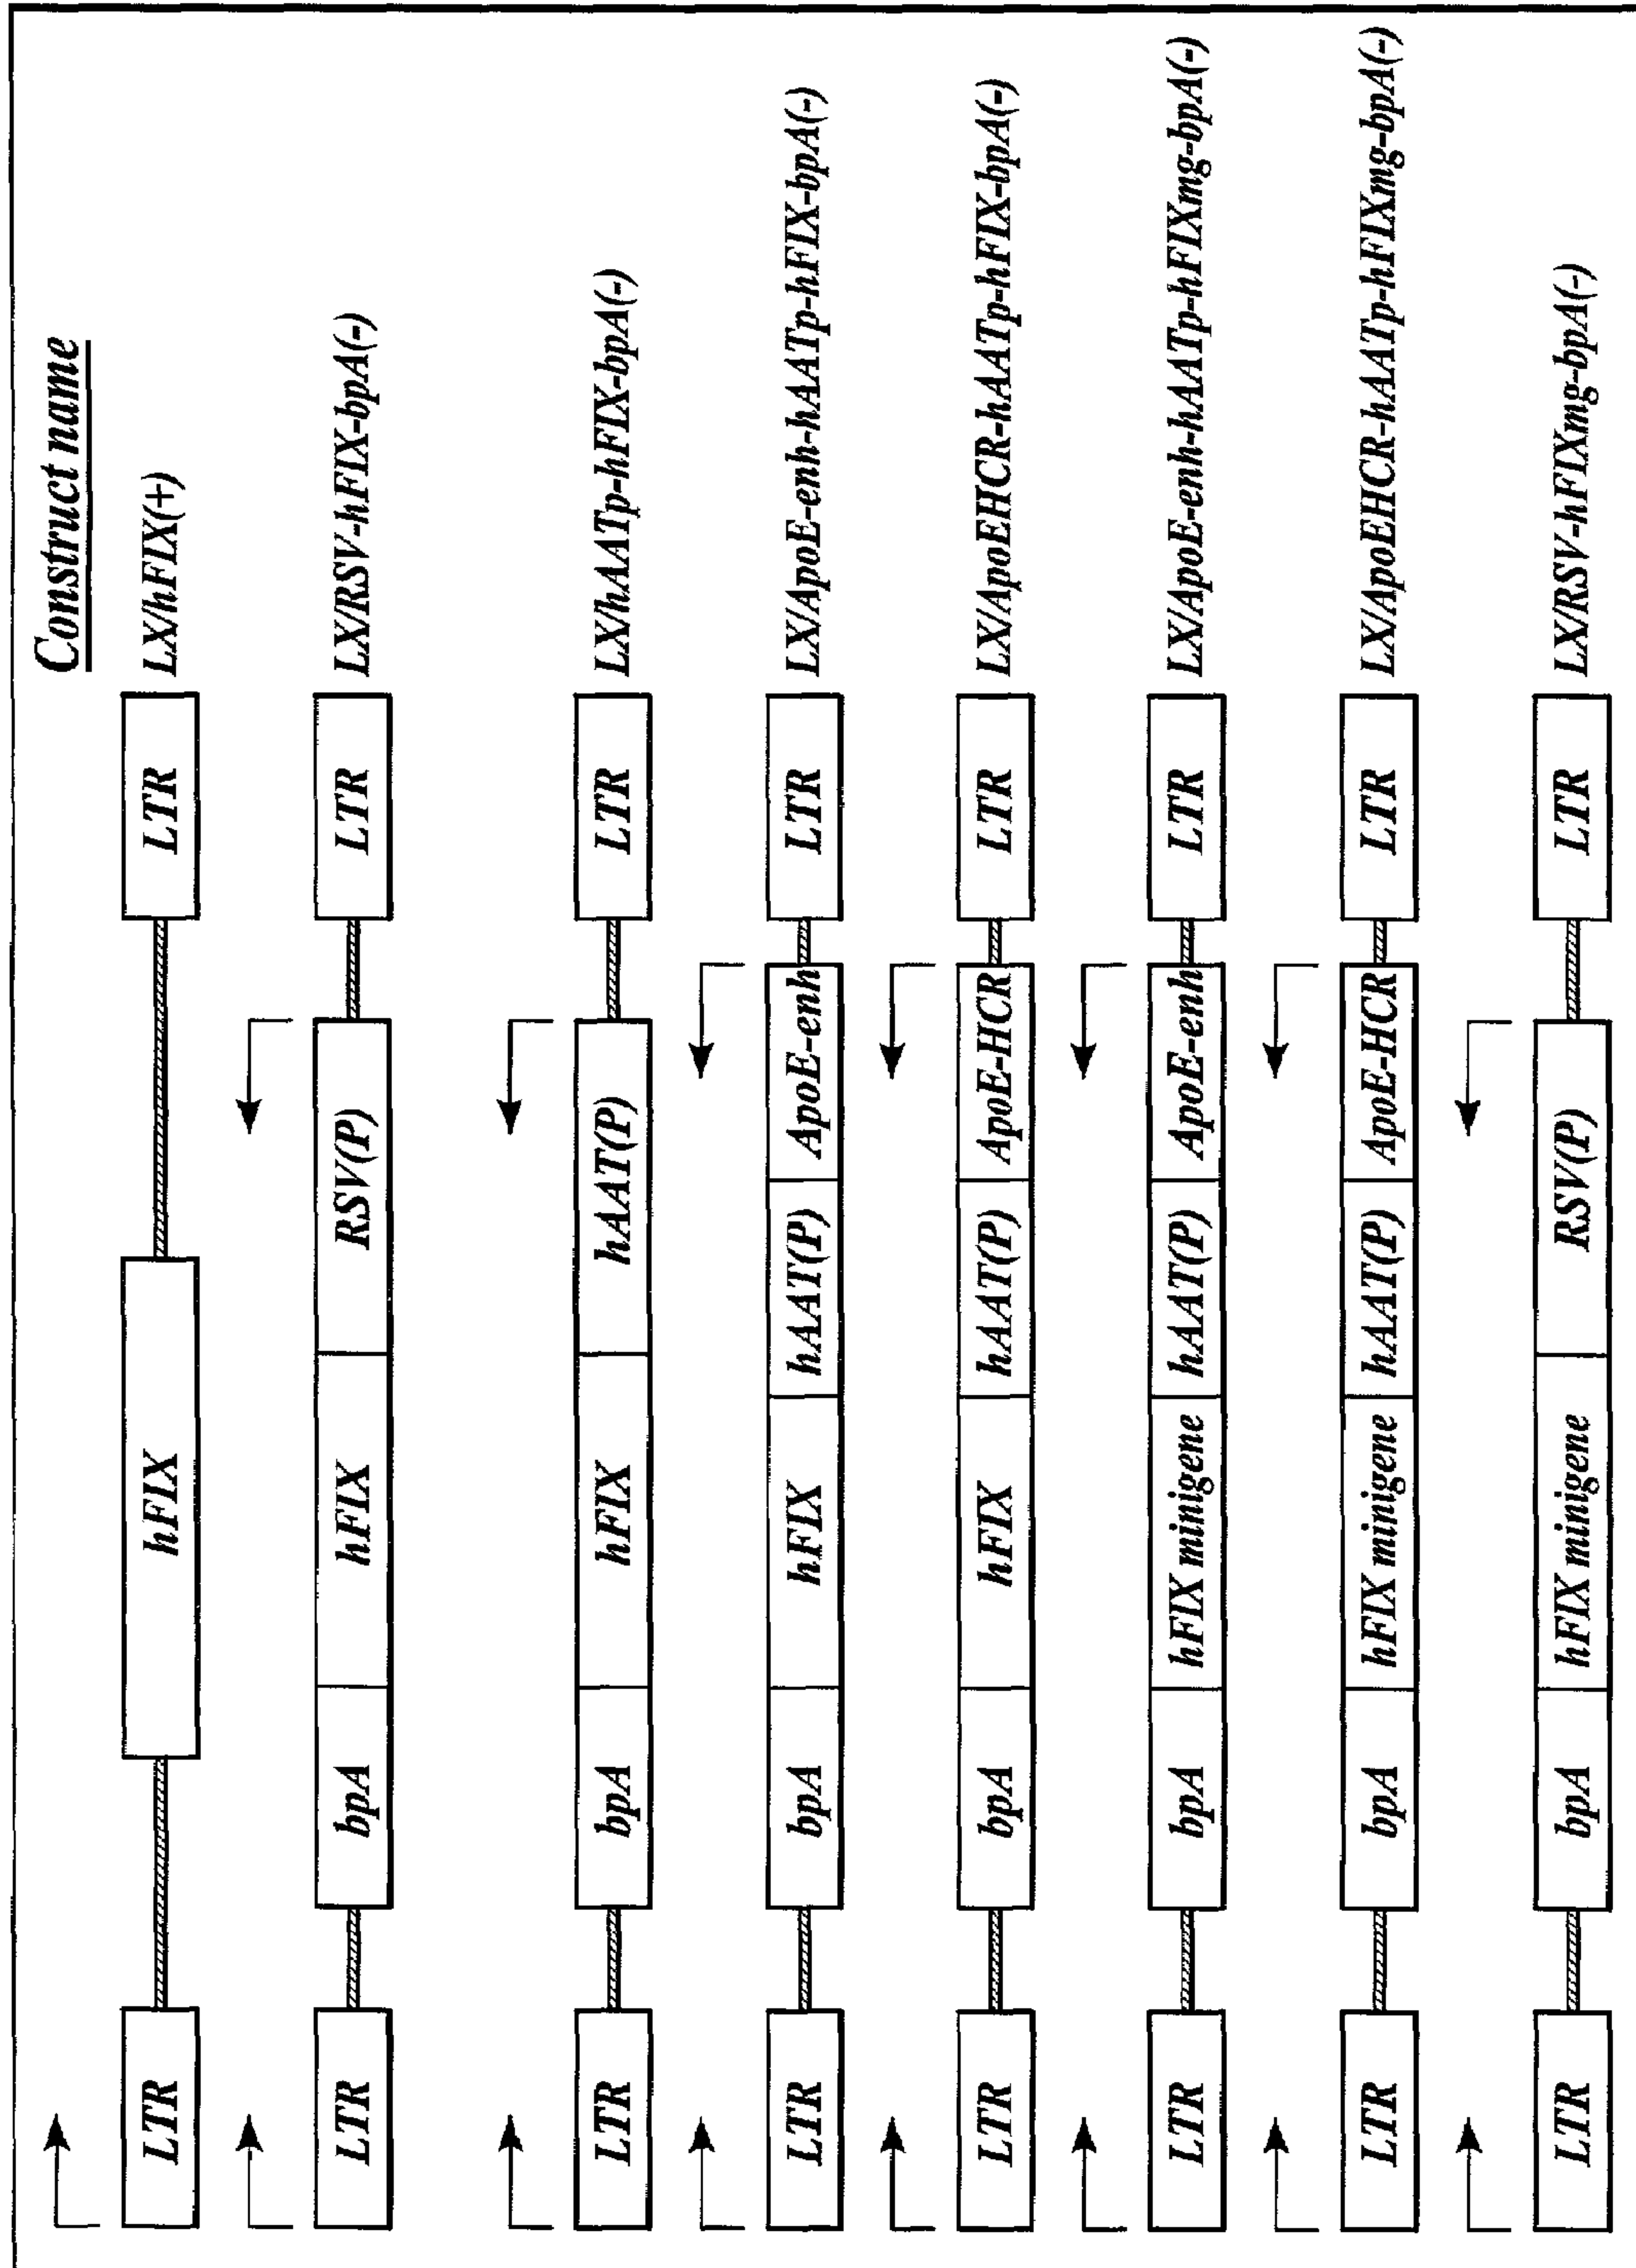 Construct name
LTR hFIX LTR LX/hFIX(+)
LTR bpA hFIX RSV(P) LTR LX/RSV-hFIX-bpA(-)
LTR bpA hFIX hAAT(P) LTR LX/hAATp-hFIX-bpA(-)
LTR bpA hFIX hAAT(P) ApoE-enh LTR LX/ApoE-enh-hAATp-hFIX-bpA(-)
LTR bpA hFIX hAAT(P) ApoE-HCR LTR LX/ApoEHCR-hAATp-hFIX-bpA(-)
LTR bpA hFIX minigene hAAT(P) ApoE-enh LTR LX/ApoE-enh-hAATp-hFIXmg-bpA(-)
LTR bpA hFIX minigene hAAT(P) ApoE-HCR LTR LX/ApoEHCR-hAATp-hFIXmg-bpA(-)
LTR bpA hFIX minigene RSV(P) LTR LX/RSV-hFIXmg-bpA(-)